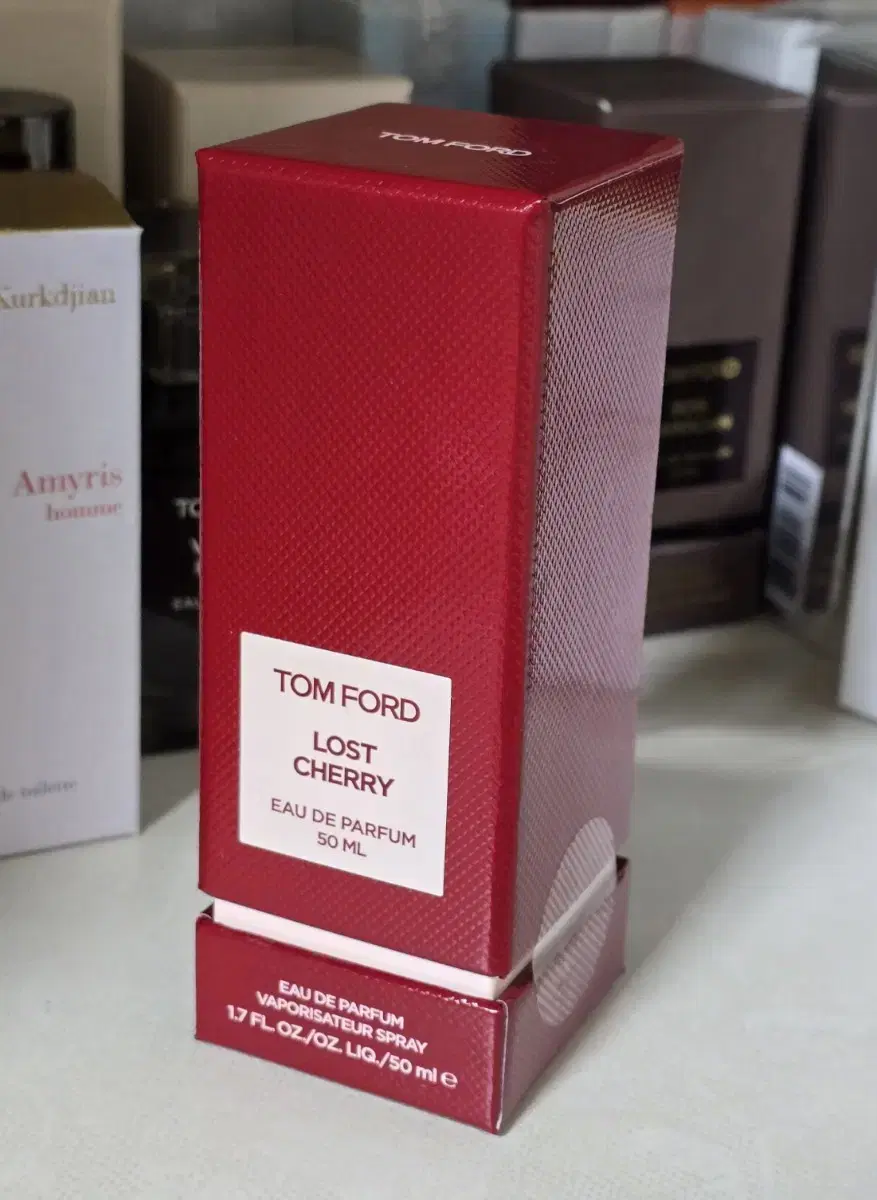 TOM FORD
Kurkdjian
Amyris
homme
de toilette
TOM FORD
LOST
CHERRY
EAU DE PARFUM
50 ML
EAU DE PARFUM
VAPORISATEUR SPRAY
1.7 FL. OZ./OZ. LIQ./50 ml ℮